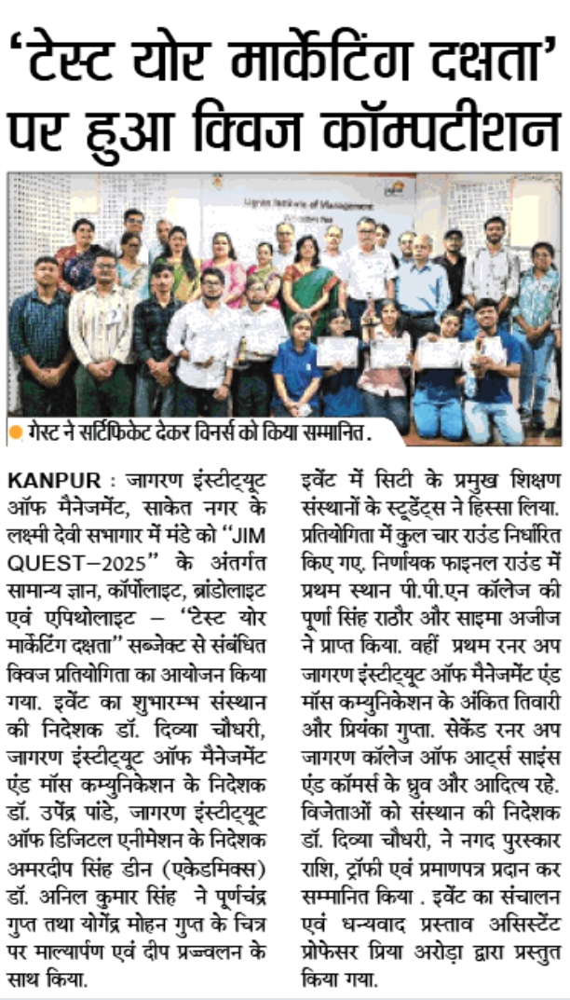 ‘टेस्ट योर मार्केटिंग दक्षता’
पर हुआ क्विज कॉम्पटीशन
Institute of Management
गेस्ट ने सर्टिफिकेट देकर विनर्स को किया सम्मानित.
KANPUR : जागरण इंस्टीट्यूट
ऑफ मैनेजमेंट, साकेत नगर के
लक्ष्मी देवी सभागार में मंडे को “JIM
QUEST–2025” के अंतर्गत
सामान्य ज्ञान, कॉर्पोलाइट, ब्रांडोलाइट
एवं एपिथोलाइट – “टैस्ट योर
मार्केटिंग दक्षता” सब्जेक्ट से संबंधित
क्विज प्रतियोगिता का आयोजन किया
गया. इवेंट का शुभारम्भ संस्थान
की निदेशक डॉ. दिव्या चौधरी,
जागरण इंस्टीट्यूट ऑफ मैनेजमेंट
एंड मॉस कम्युनिकेशन के निदेशक
डॉ. उपेंद्र पांडे, जागरण इंस्टीट्यूट
ऑफ डिजिटल एनीमेशन के निदेशक
अमरदीप सिंह डीन (एकेडमिक्स)
डॉ. अनिल कुमार सिंह ने पूर्णचंद्र
गुप्त तथा योगेंद्र मोहन गुप्त के चित्र
पर माल्यार्पण एवं दीप प्रज्ज्वलन के
साथ किया.
इवेंट में सिटी के प्रमुख शिक्षण
संस्थानों के स्टूडेंट्स ने हिस्सा लिया.
प्रतियोगिता में कुल चार राउंड निर्धारित
किए गए. निर्णायक फाइनल राउंड में
प्रथम स्थान पी.पी.एन कॉलेज की
पूर्णा सिंह राठौर और साइमा अजीज
ने प्राप्त किया. वहीं प्रथम रनर अप
जागरण इंस्टीट्यूट ऑफ मैनेजमेंट एंड
मॉस कम्युनिकेशन के अंकित तिवारी
और प्रियंका गुप्ता. सेकेंड रनर अप
जागरण कॉलेज ऑफ आर्ट्स साइंस
एंड कॉमर्स के ध्रुव और आदित्य रहे.
विजेताओं को संस्थान की निदेशक
डॉ. दिव्या चौधरी, ने नगद पुरस्कार
राशि, ट्रॉफी एवं प्रमाणपत्र प्रदान कर
सम्मानित किया . इवेंट का संचालन
एवं धन्यवाद प्रस्ताव असिस्टेंट
प्रोफेसर प्रिया अरोड़ा द्वारा प्रस्तुत
किया गया.